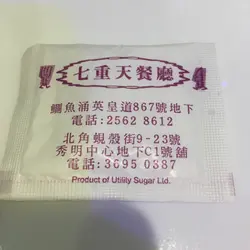 七重天餐廳
鰂魚涌英皇道867號地下
電話:2562 8612
北角蜆殼街9-23號
秀明中心地下C1號舖
電話:3695 0387
Product of Utility Sugar Ltd.